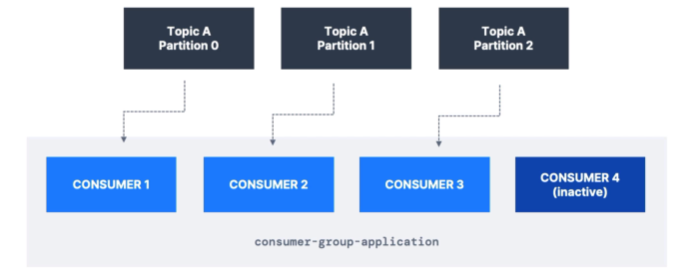 Topic A
Partition 0
Topic A
Partition 1
Topic A
Partition 2
CONSUMER 1
CONSUMER 2
CONSUMER 3
CONSUMER 4
(inactive)
consumer-group-application